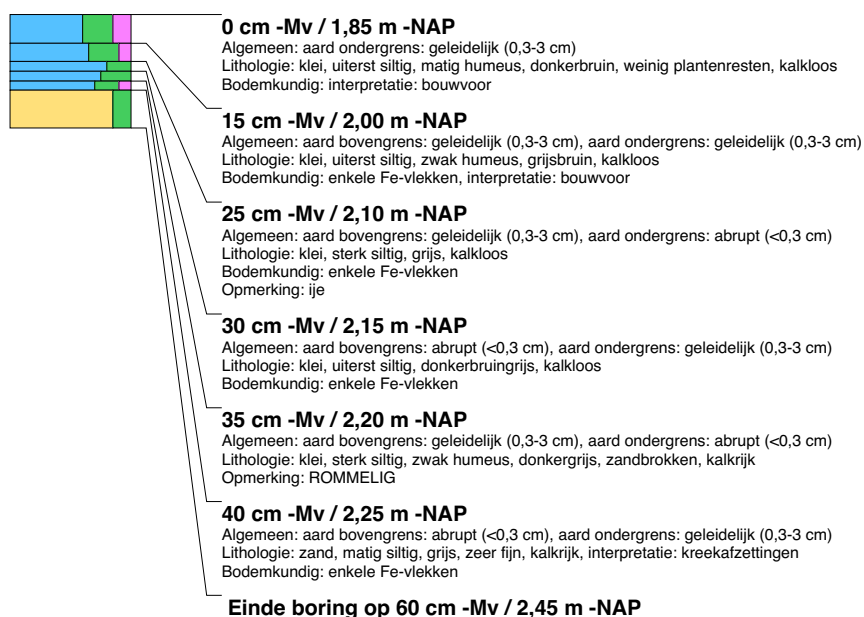 0 cm -Mv / 1,85 m -NAP
Algemeen: aard ondergrens: geleidelijk (0,3-3 cm)
Lithologie: klei, uiterst siltig, matig humeus, donkerbruin, weinig plantenresten, kalkloos
Bodemkundig: interpretatie: bouwvoor
15 cm -Mv / 2,00 m -NAP
Algemeen: aard bovengrens: geleidelijk (0,3-3 cm), aard ondergrens: geleidelijk (0,3-3 cm)
Lithologie: klei, uiterst siltig, zwak humeus, grijsbruin, kalkloos
Bodemkundig: enkele Fe-vlekken, interpretatie: bouwvoor
25 cm -Mv / 2,10 m -NAP
Algemeen: aard bovengrens: geleidelijk (0,3-3 cm), aard ondergrens: abrupt (<0,3 cm)
Lithologie: klei, sterk siltig, grijs, kalkloos
Bodemkundig: enkele Fe-vlekken
Opmerking: ije
30 cm -Mv / 2,15 m -NAP
Algemeen: aard bovengrens: abrupt (<0,3 cm), aard ondergrens: geleidelijk (0,3-3 cm)
Lithologie: klei, uiterst siltig, donkerbruingrijs, kalkloos
Bodemkundig: enkele Fe-vlekken
35 cm -Mv / 2,20 m -NAP
Algemeen: aard bovengrens: geleidelijk (0,3-3 cm), aard ondergrens: abrupt (<0,3 cm)
Lithologie: klei, sterk siltig, zwak humeus, donkergrijs, zandbrokken, kalkrijk
Opmerking: ROMMELIG
40 cm -Mv / 2,25 m -NAP
Algemeen: aard bovengrens: abrupt (<0,3 cm), aard ondergrens: geleidelijk (0,3-3 cm)
Lithologie: zand, matig siltig, grijs, zeer fijn, kalkrijk, interpretatie: kreekafzettingen
Bodemkundig: enkele Fe-vlekken
Einde boring op 60 cm -Mv / 2,45 m -NAP